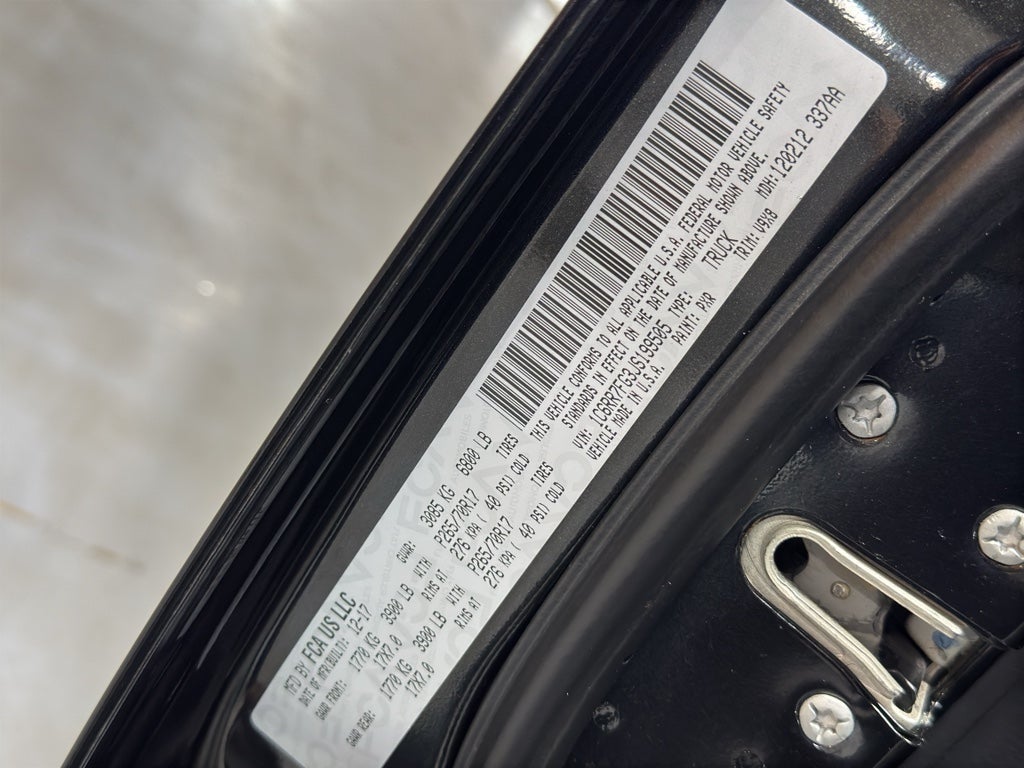 MFD BY FCA US LLC
DATE OF MFR(BUILT): 12-17 GVWR: 3085 KG 6800 LB
GAWR FRONT: 1770 KG 3900 LB WITH P265/70R17 TIRES
17X7.0 RIMS AT 276 KPA ( 40 PSI) COLD
GAWR REAR: 1770 KG 3900 LB WITH P265/70R17 TIRES
17X7.0 RIMS AT 276 KPA ( 40 PSI) COLD
THIS VEHICLE CONFORMS TO ALL APPLICABLE U.S.A. FEDERAL MOTOR VEHICLE SAFETY
STANDARDS IN EFFECT ON THE DATE OF MANUFACTURE SHOWN ABOVE.
VIN: 1C6RR7FG3JS199505 TYPE: TRUCK MDH: 120212 337AA
VEHICLE MADE IN U.S.A. PAINT: PXR TRIM: V9X8